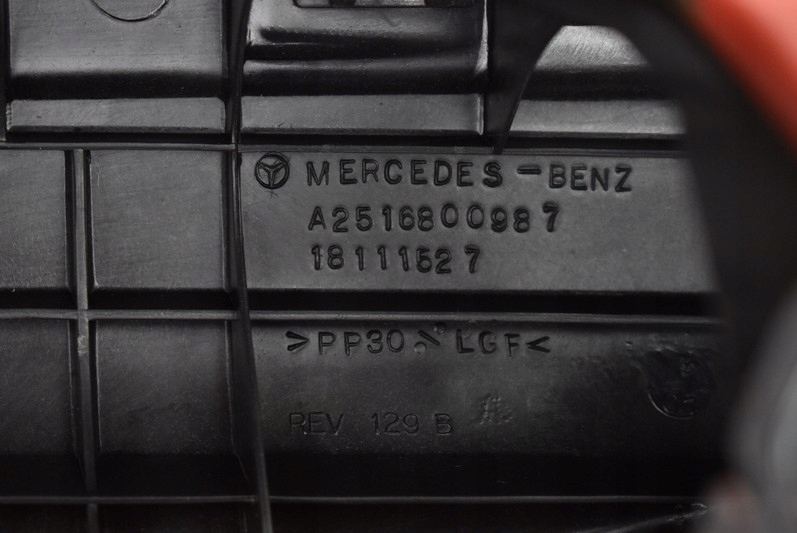 MERCEDES-BENZ
A2516800987
18111527
>PP30 > LGF<
REV 129 B